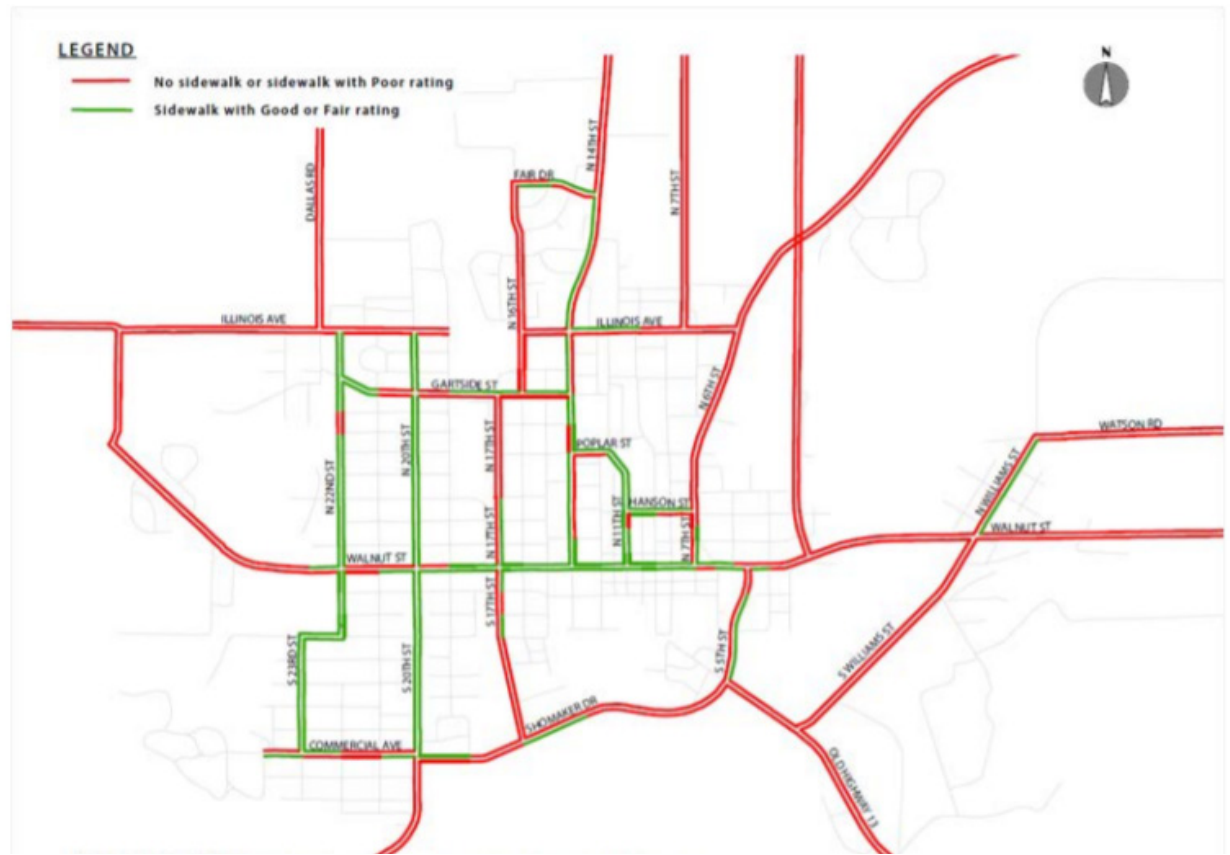 LEGEND
No sidewalk or sidewalk with Poor rating
Sidewalk with Good or Fair rating
N
DALLAS RD
FAIR DR
N 14TH ST
N 7TH ST
ILLINOIS AVE
N 16TH ST
ILLINOIS AVE
GARTSIDE ST
N 6TH ST
N 20TH ST
N 17TH ST
POPLAR ST
WATSON RD
N 22ND ST
N 11TH ST
HANSON ST
N WILLIAMS ST
N 17TH ST
N 7TH ST
WALNUT ST
WALNUT ST
S 17TH ST
S 23RD ST
S 20TH ST
S 5TH ST
S WILLIAMS ST
SHOMAKER DR
COMMERCIAL AVE
OLD HIGHWAY 13